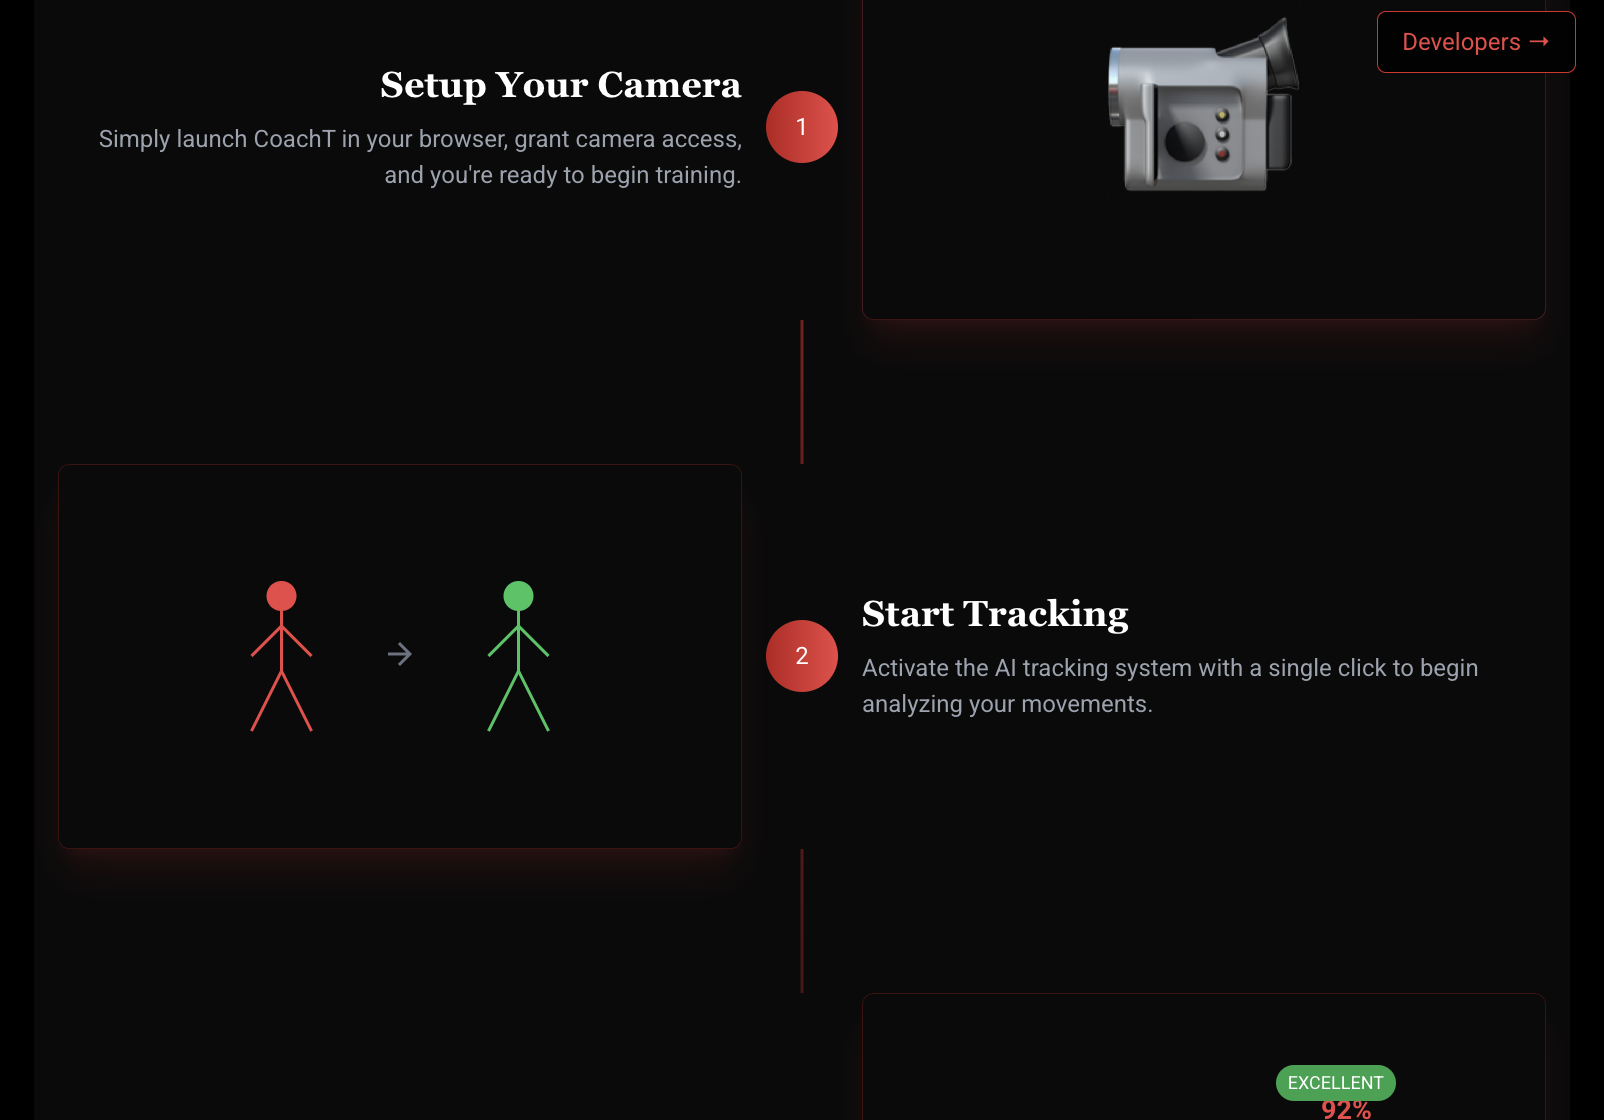 Developers →
Setup Your Camera
Simply launch CoachT in your browser, grant camera access,
and you're ready to begin training.
1
2
Start Tracking
Activate the AI tracking system with a single click to begin
analyzing your movements.
EXCELLENT
92%